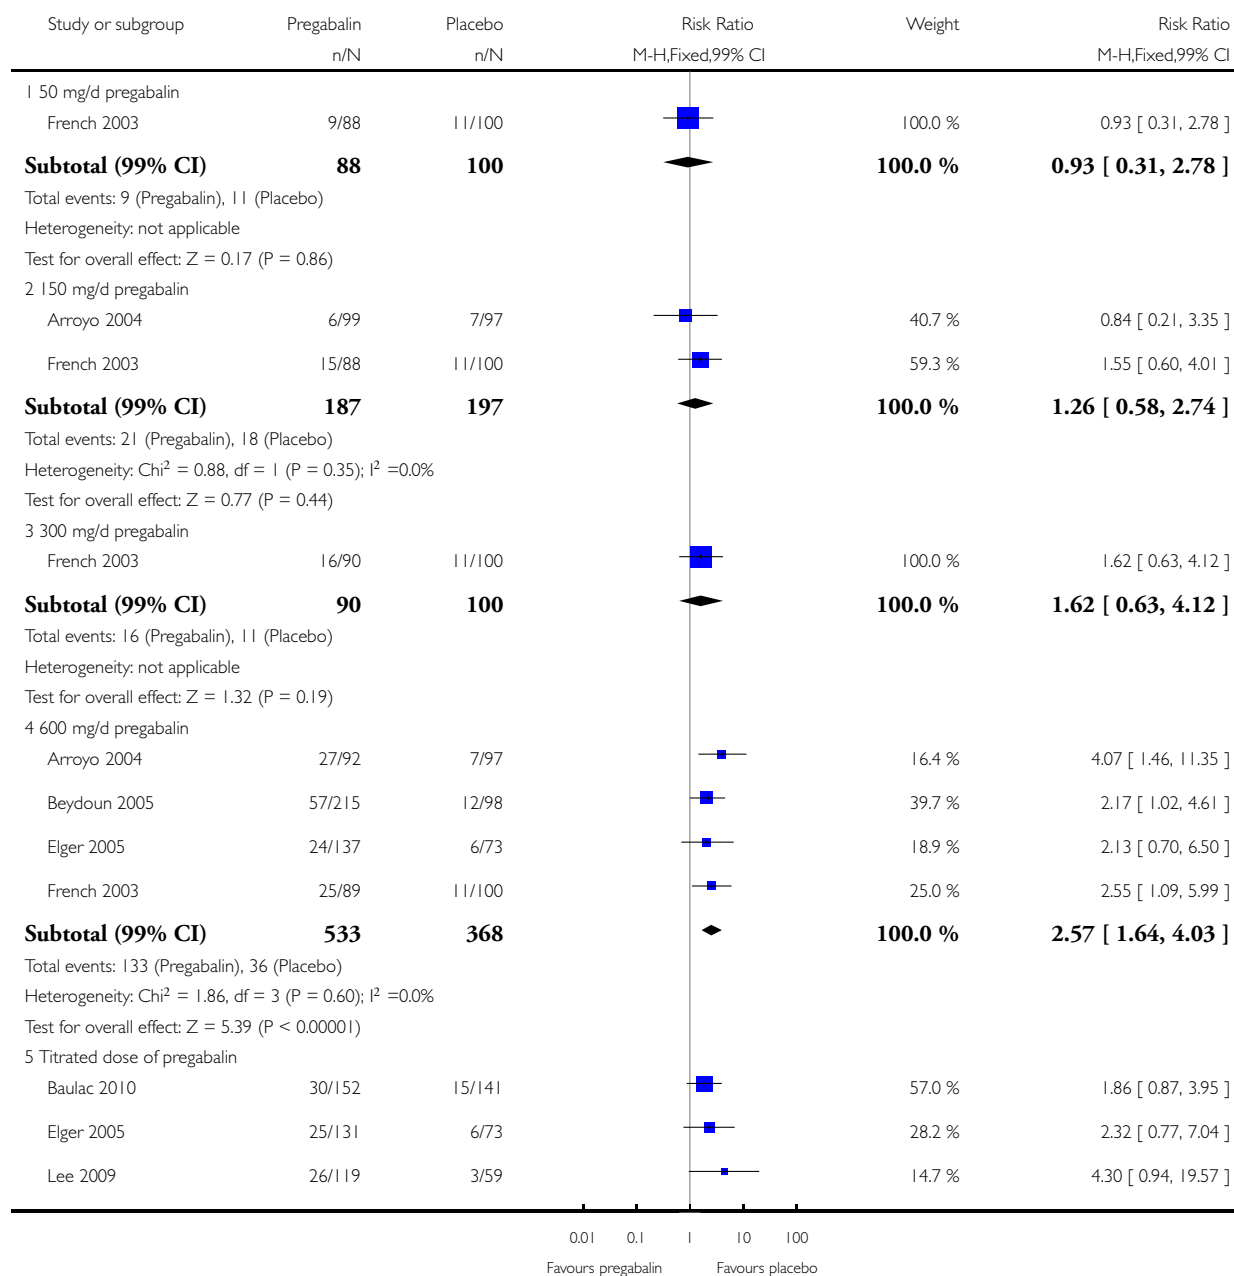 Study or subgroup Pregabalin Placebo Risk Ratio Weight Risk Ratio
n/N n/N M-H,Fixed,99% CI M-H,Fixed,99% CI
1 50 mg/d pregabalin
French 2003 9/88 11/100 100.0 % 0.93 [ 0.31, 2.78 ]
Subtotal (99% CI) 88 100 100.0 % 0.93 [ 0.31, 2.78 ]
Total events: 9 (Pregabalin), 11 (Placebo)
Heterogeneity: not applicable
Test for overall effect: Z = 0.17 (P = 0.86)
2 150 mg/d pregabalin
Arroyo 2004 6/99 7/97 40.7 % 0.84 [ 0.21, 3.35 ]
French 2003 15/88 11/100 59.3 % 1.55 [ 0.60, 4.01 ]
Subtotal (99% CI) 187 197 100.0 % 1.26 [ 0.58, 2.74 ]
Total events: 21 (Pregabalin), 18 (Placebo)
Heterogeneity: Chi² = 0.88, df = 1 (P = 0.35); I² =0.0%
Test for overall effect: Z = 0.77 (P = 0.44)
3 300 mg/d pregabalin
French 2003 16/90 11/100 100.0 % 1.62 [ 0.63, 4.12 ]
Subtotal (99% CI) 90 100 100.0 % 1.62 [ 0.63, 4.12 ]
Total events: 16 (Pregabalin), 11 (Placebo)
Heterogeneity: not applicable
Test for overall effect: Z = 1.32 (P = 0.19)
4 600 mg/d pregabalin
Arroyo 2004 27/92 7/97 16.4 % 4.07 [ 1.46, 11.35 ]
Beydoun 2005 57/215 12/98 39.7 % 2.17 [ 1.02, 4.61 ]
Elger 2005 24/137 6/73 18.9 % 2.13 [ 0.70, 6.50 ]
French 2003 25/89 11/100 25.0 % 2.55 [ 1.09, 5.99 ]
Subtotal (99% CI) 533 368 100.0 % 2.57 [ 1.64, 4.03 ]
Total events: 133 (Pregabalin), 36 (Placebo)
Heterogeneity: Chi² = 1.86, df = 3 (P = 0.60); I² =0.0%
Test for overall effect: Z = 5.39 (P < 0.00001)
5 Titrated dose of pregabalin
Baulac 2010 30/152 15/141 57.0 % 1.86 [ 0.87, 3.95 ]
Elger 2005 25/131 6/73 28.2 % 2.32 [ 0.77, 7.04 ]
Lee 2009 26/119 3/59 14.7 % 4.30 [ 0.94, 19.57 ]
0.01 0.1 1 10 100
Favours pregabalin Favours placebo